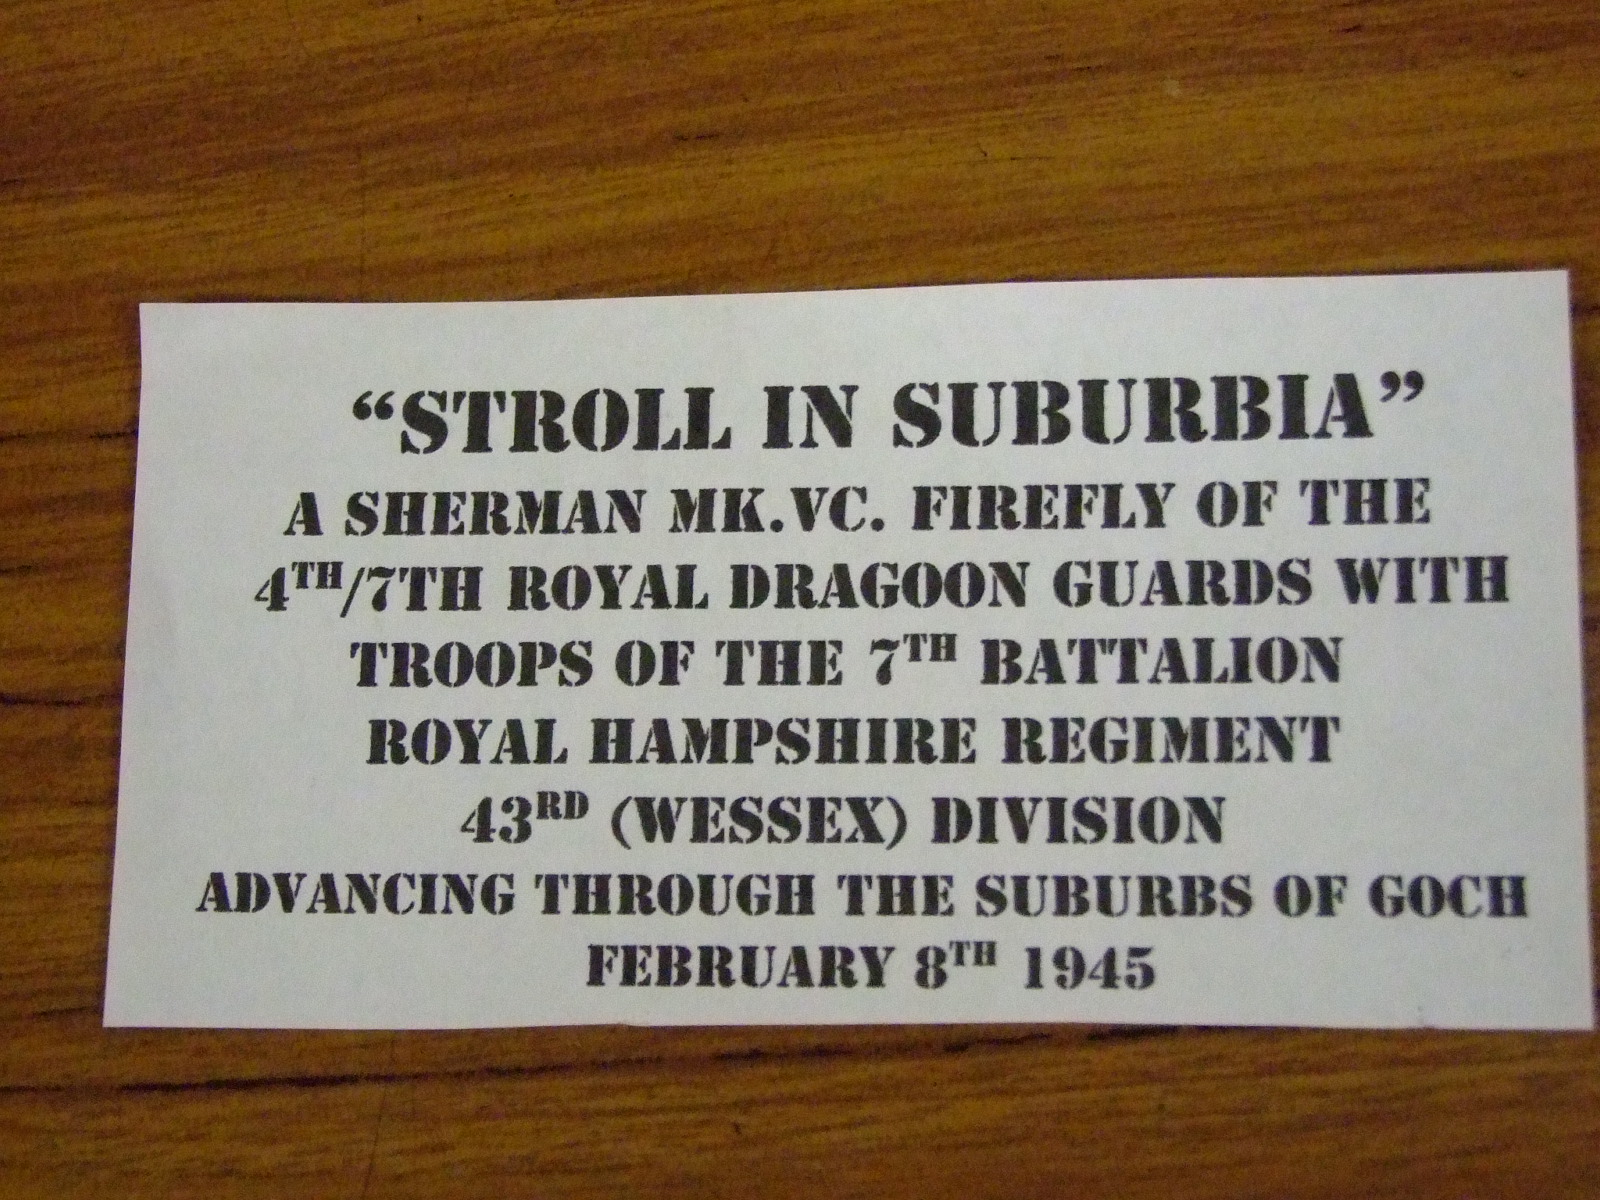 “STROLL IN SUBURBIA”
A SHERMAN MK.VC. FIREFLY OF THE
4TH/7TH ROYAL DRAGOON GUARDS WITH
TROOPS OF THE 7TH BATTALION
ROYAL HAMPSHIRE REGIMENT
43RD (WESSEX) DIVISION
ADVANCING THROUGH THE SUBURBS OF GOCH
FEBRUARY 8TH 1945